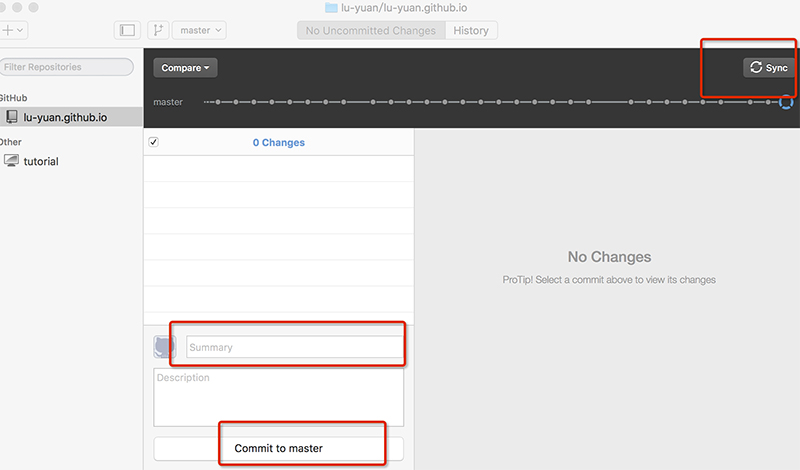 lu-yuan/lu-yuan.github.io
master
No Uncommitted Changes
History
Filter Repositories
Compare
Sync
GitHub
master
lu-yuan.github.io
Other
0 Changes
tutorial
No Changes
ProTip! Select a commit above to view its changes
Summary
Description
Commit to master